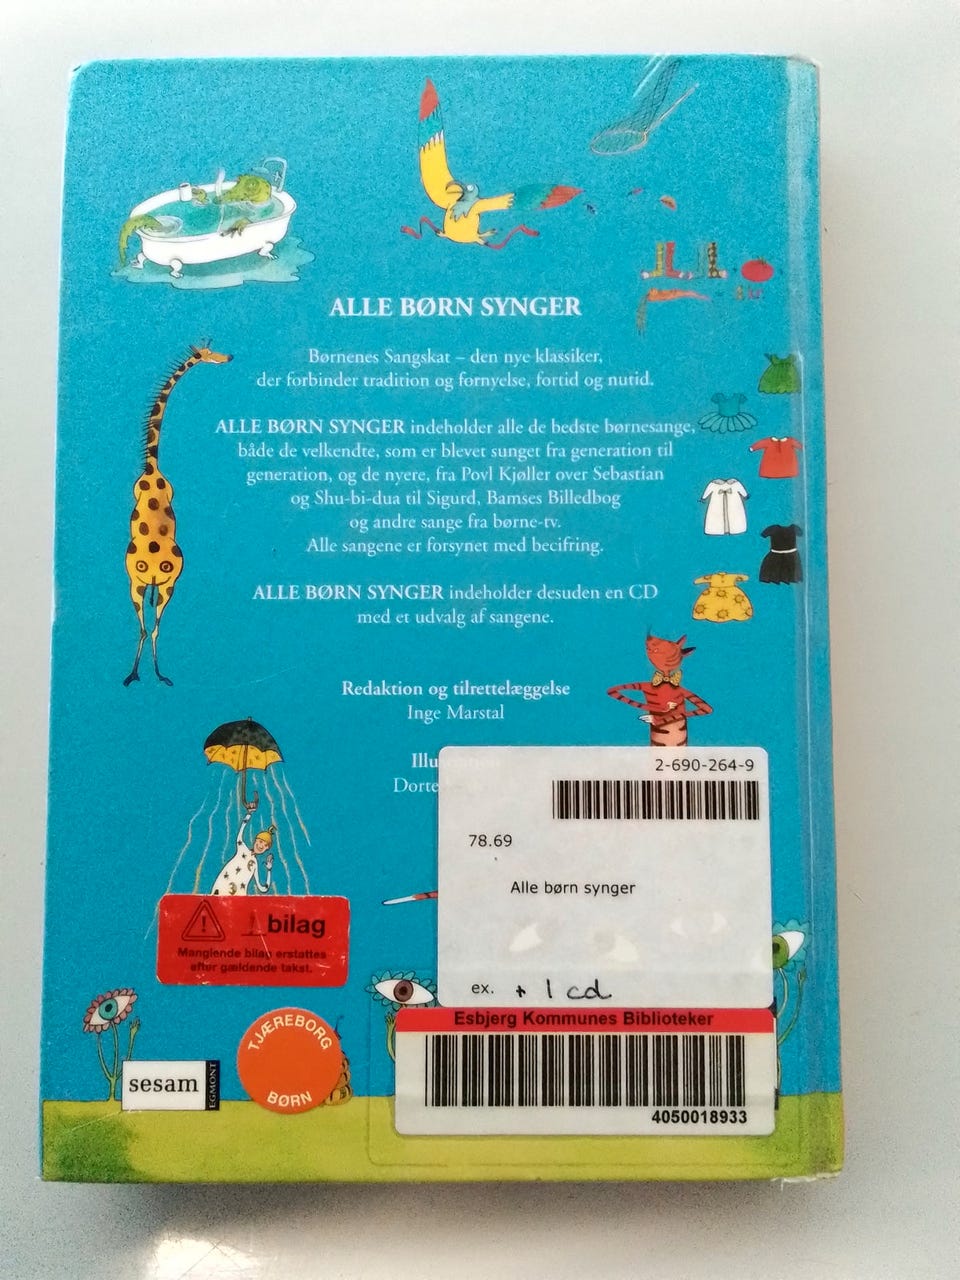 ALLE BØRN SYNGER
Børnenes Sangskat – den nye klassiker,
der forbinder tradition og fornyelse, fortid og nutid.
ALLE BØRN SYNGER indeholder alle de bedste børnesange,
både de velkendte, som er blevet sunget fra generation til
generation, og de nyere, fra Povl Kjøller over Sebastian
og Shu-bi-dua til Sigurd, Bamses Billedbog
og andre sange fra børne-tv.
Alle sangene er forsynet med becifring.
ALLE BØRN SYNGER indeholder desuden en CD
med et udvalg af sangene.
Redaktion og tilrettelæggelse
Inge Marstal
Illustration
Dorte
2-690-264-9
78.69
Alle børn synger
ex. + 1 cd
1 bilag
Manglende bilag erstattes
efter gældende takst.
Esbjerg Kommunes Biblioteker
4050018933
TJÆREBORG
BØRN
sesam
EGMONT